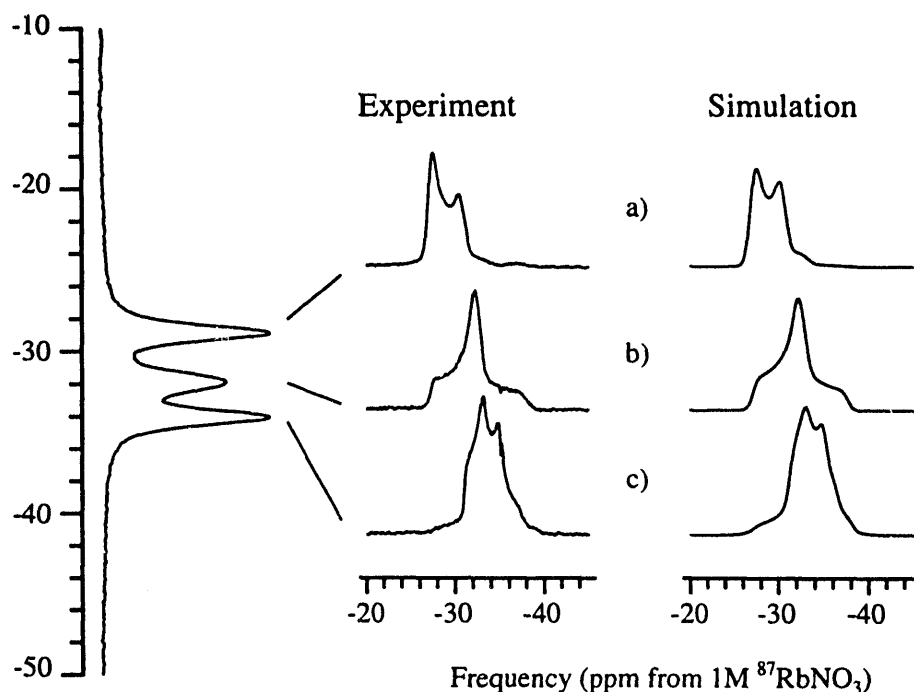 -10
-20
-30
-40
-50
Experiment
Simulation
a)
b)
c)
-20 -30 -40
-20 -30 -40
Frequency (ppm from 1M ⁸⁷RbNO₃)